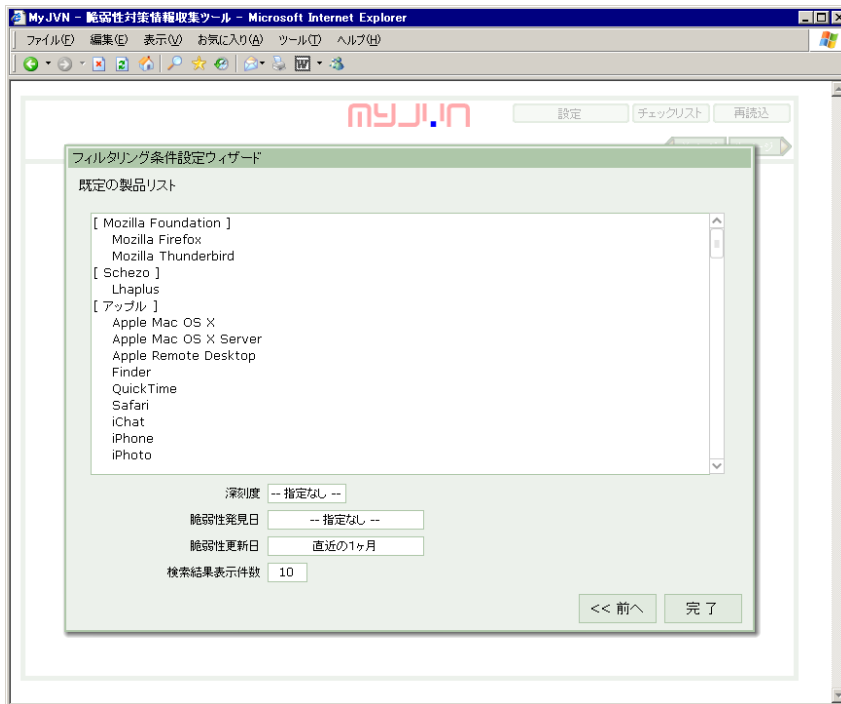 MyJVN - 脆弱性対策情報収集ツール - Microsoft Internet Explorer
ファイル(F) 編集(E) 表示(V) お気に入り(A) ツール(T) ヘルプ(H)
MYJVN
設定 チェックリスト 再読込
フィルタリング条件設定ウィザード
既定の製品リスト
[ Mozilla Foundation ]
Mozilla Firefox
Mozilla Thunderbird
[ Schezo ]
Lhaplus
[ アップル ]
Apple Mac OS X
Apple Mac OS X Server
Apple Remote Desktop
Finder
QuickTime
Safari
iChat
iPhone
iPhoto
深刻度 -- 指定なし --
脆弱性発見日 -- 指定なし --
脆弱性更新日 直近の1ヶ月
検索結果表示件数 10
<< 前へ 完了